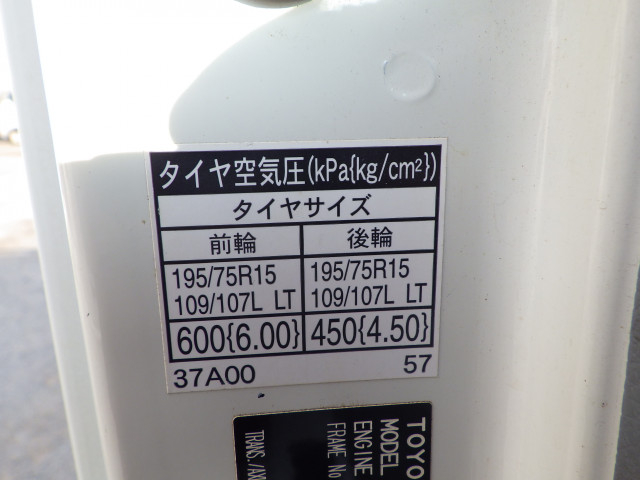 タイヤ空気圧(kPa{kg/cm²})
タイヤサイズ
前輪 後輪
195/75R15 195/75R15
109/107L LT 109/107L LT
600{6.00} 450{4.50}
37A00 57
TOYO
MODEL
ENGINE
FRAME No
TRANS./AX